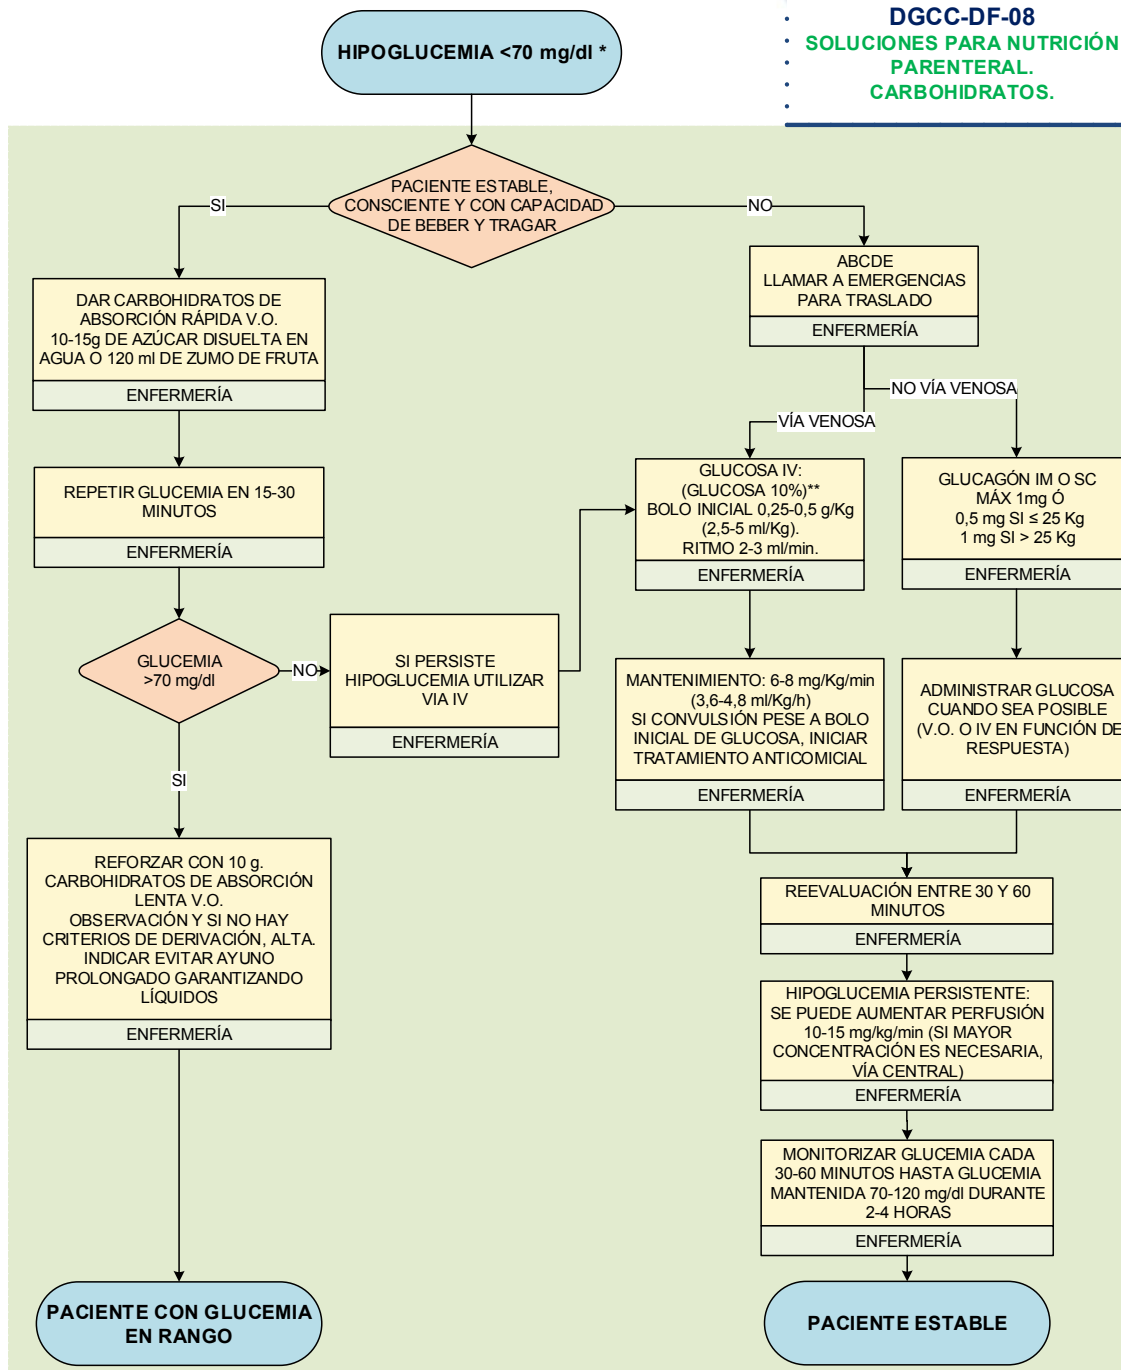 DGCC-DF-08
SOLUCIONES PARA NUTRICIÓN
PARENTERAL.
CARBOHIDRATOS.
HIPOGLUCEMIA <70 mg/dl *
PACIENTE ESTABLE,
CONSCIENTE Y CON CAPACIDAD
DE BEBER Y TRAGAR
SI
NO
DAR CARBOHIDRATOS DE
ABSORCIÓN RÁPIDA V.O.
10-15g DE AZÚCAR DISUELTA EN
AGUA O 120 ml DE ZUMO DE FRUTA
ENFERMERÍA
ABCDE
LLAMAR A EMERGENCIAS
PARA TRASLADO
ENFERMERÍA
NO VÍA VENOSA
VÍA VENOSA
REPETIR GLUCEMIA EN 15-30
MINUTOS
ENFERMERÍA
GLUCOSA IV:
(GLUCOSA 10%)**
BOLO INICIAL 0,25-0,5 g/Kg
(2,5-5 ml/Kg).
RITMO 2-3 ml/min.
ENFERMERÍA
GLUCAGÓN IM O SC
MÁX 1mg Ó
0,5 mg SI ≤ 25 Kg
1 mg SI > 25 Kg
ENFERMERÍA
GLUCEMIA
>70 mg/dl
NO
SI
SI PERSISTE
HIPOGLUCEMIA UTILIZAR
VIA IV
ENFERMERÍA
MANTENIMIENTO: 6-8 mg/Kg/min
(3,6-4,8 ml/Kg/h)
SI CONVULSIÓN PESE A BOLO
INICIAL DE GLUCOSA, INICIAR
TRATAMIENTO ANTICOMICIAL
ENFERMERÍA
ADMINISTRAR GLUCOSA
CUANDO SEA POSIBLE
(V.O. O IV EN FUNCIÓN DE
RESPUESTA)
ENFERMERÍA
REFORZAR CON 10 g.
CARBOHIDRATOS DE ABSORCIÓN
LENTA V.O.
OBSERVACIÓN Y SI NO HAY
CRITERIOS DE DERIVACIÓN, ALTA.
INDICAR EVITAR AYUNO
PROLONGADO GARANTIZANDO
LÍQUIDOS
ENFERMERÍA
REEVALUACIÓN ENTRE 30 Y 60
MINUTOS
ENFERMERÍA
HIPOGLUCEMIA PERSISTENTE:
SE PUEDE AUMENTAR PERFUSIÓN
10-15 mg/kg/min (SI MAYOR
CONCENTRACIÓN ES NECESARIA,
VÍA CENTRAL)
ENFERMERÍA
MONITORIZAR GLUCEMIA CADA
30-60 MINUTOS HASTA GLUCEMIA
MANTENIDA 70-120 mg/dl DURANTE
2-4 HORAS
ENFERMERÍA
PACIENTE CON GLUCEMIA
EN RANGO
PACIENTE ESTABLE